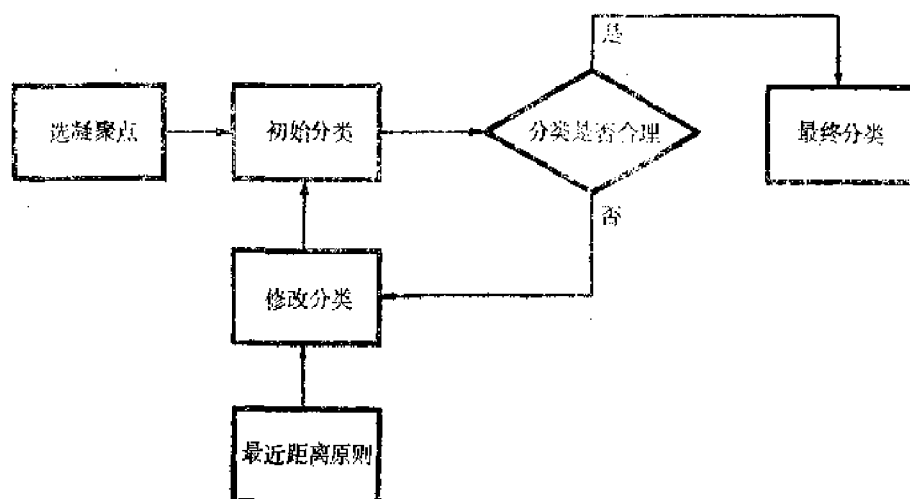 是
选凝聚点
初始分类
分类是否合理
最终分类
否
修改分类
最近距离原则